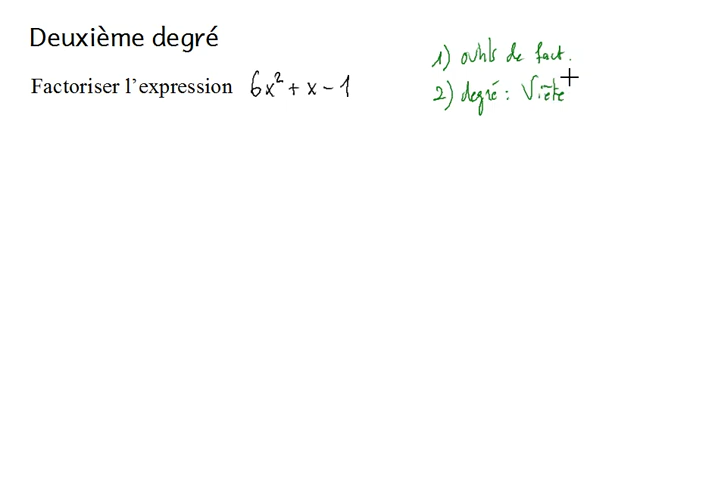 Deuxième degré
Factoriser l'expression 6x² + x - 1
1) outils de fact.
2) degré : Viète